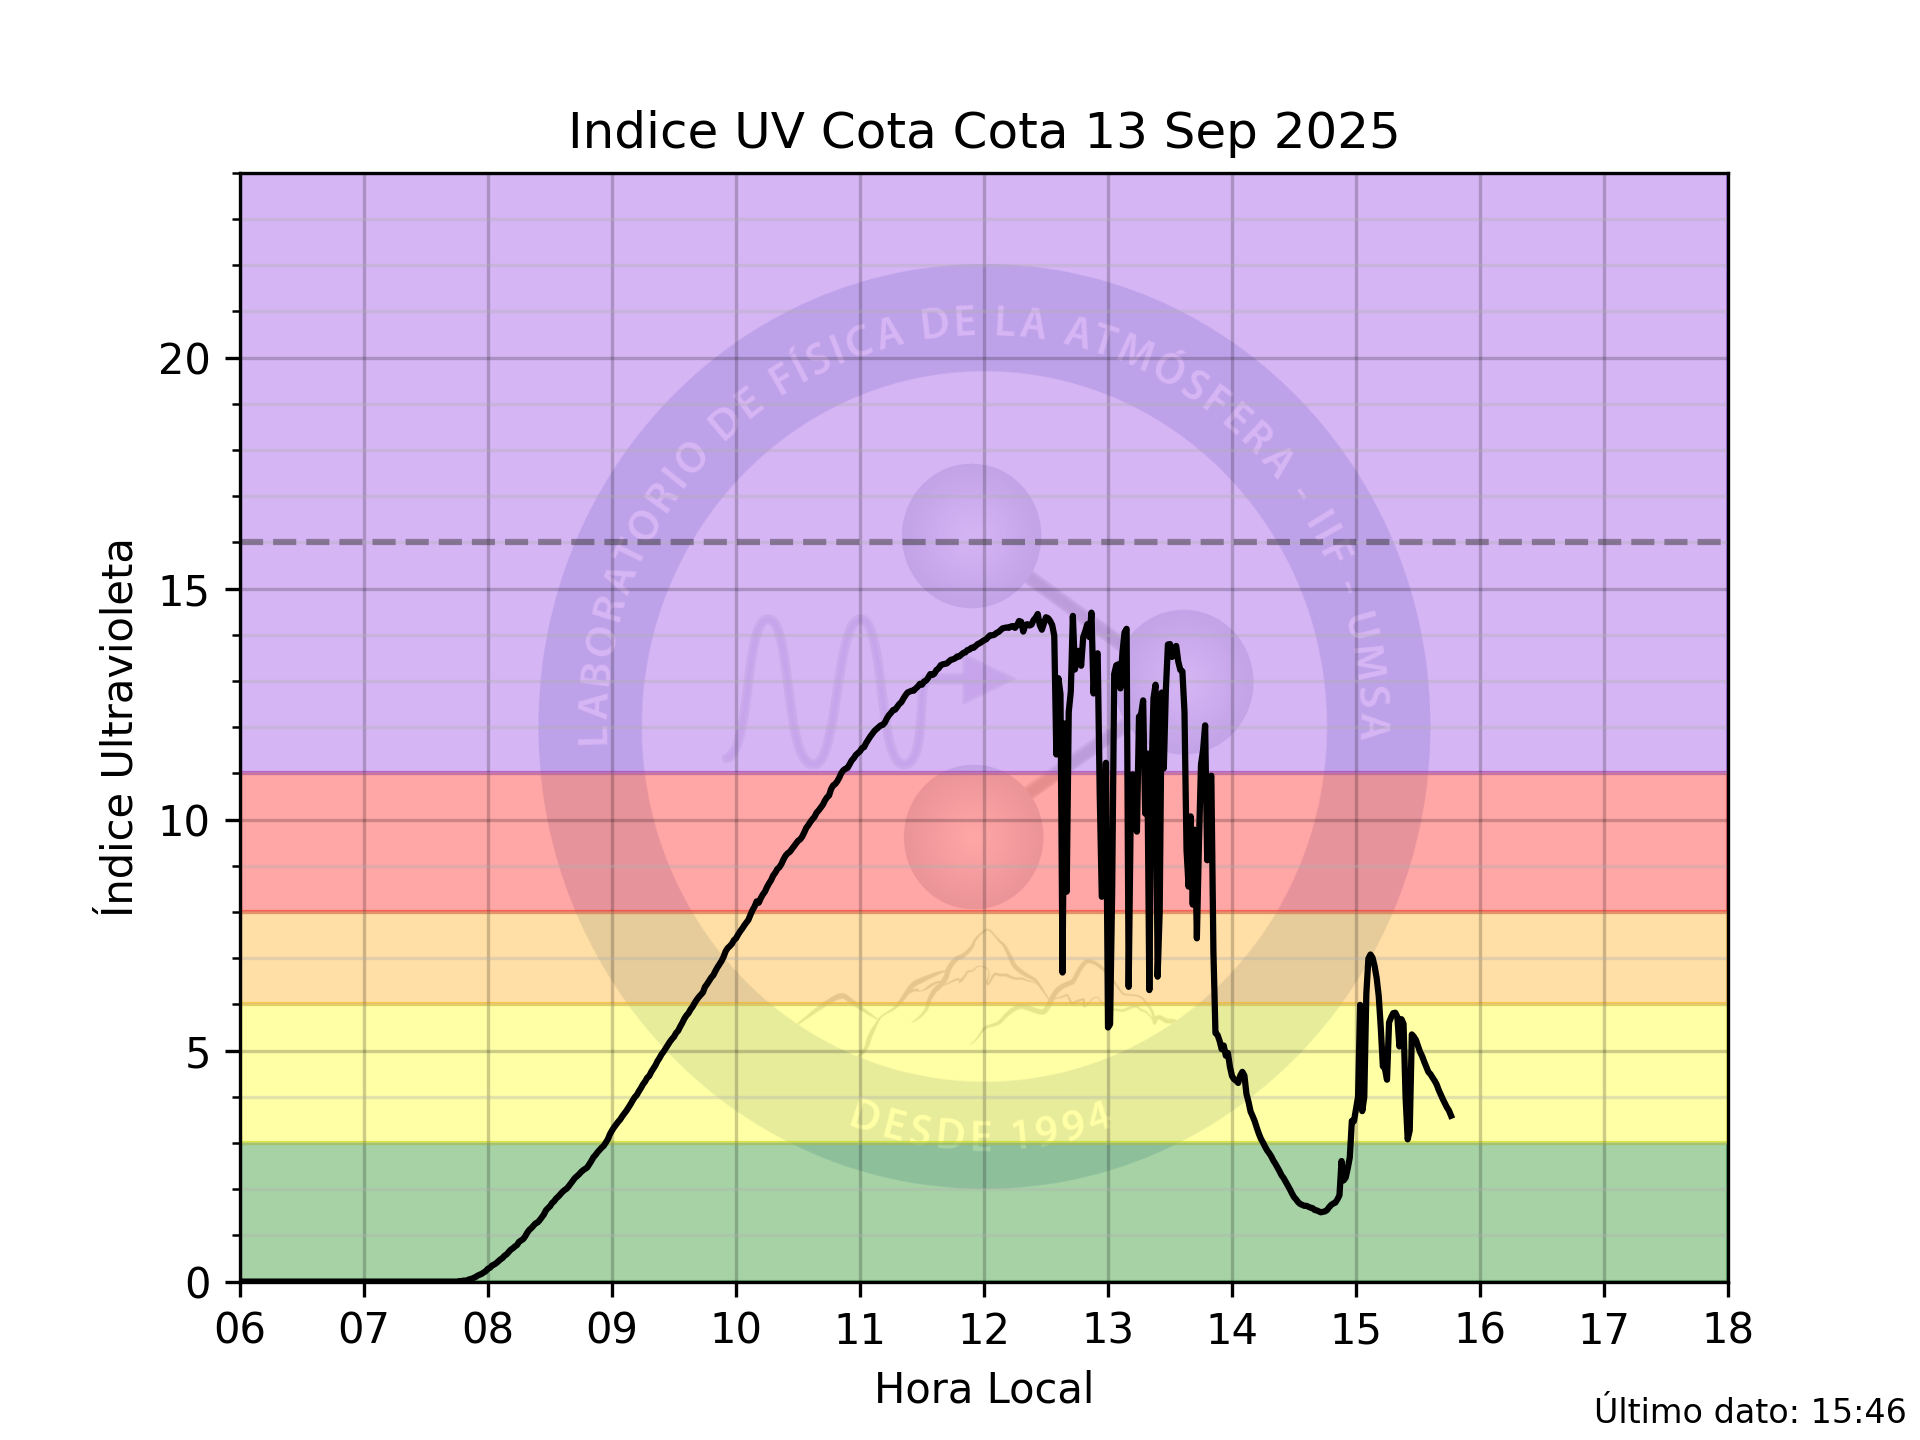 Indice UV Cota Cota 13 Sep 2025
LABORATORIO DE FÍSICA DE LA ATMÓSFERA - IIF - UMSA
DESDE 1994
Índice Ultravioleta
20
15
10
5
0
06 07 08 09 10 11 12 13 14 15 16 17 18
Hora Local
Último dato: 15:46